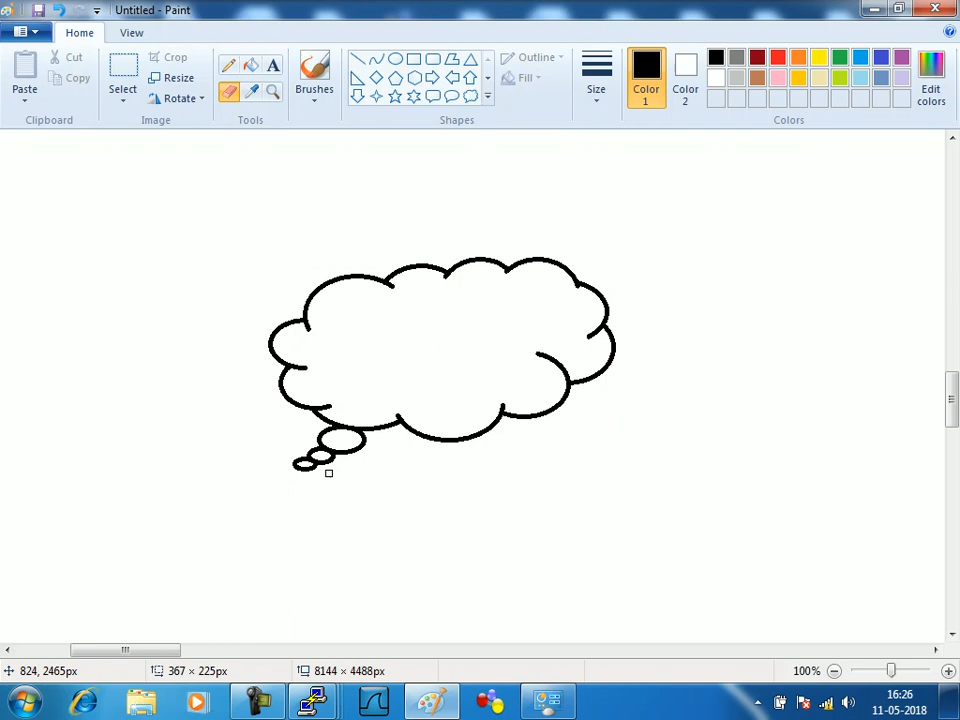 Untitled - Paint
Home View
Paste
Cut
Copy
Clipboard
Select
Crop
Resize
Rotate
Image
A
Tools
Brushes
Shapes
Outline
Fill
Size
Color 1
Color 2
Edit colors
Colors
824, 2465px
367 × 225px
8144 × 4488px
100%
16:26
11-05-2018